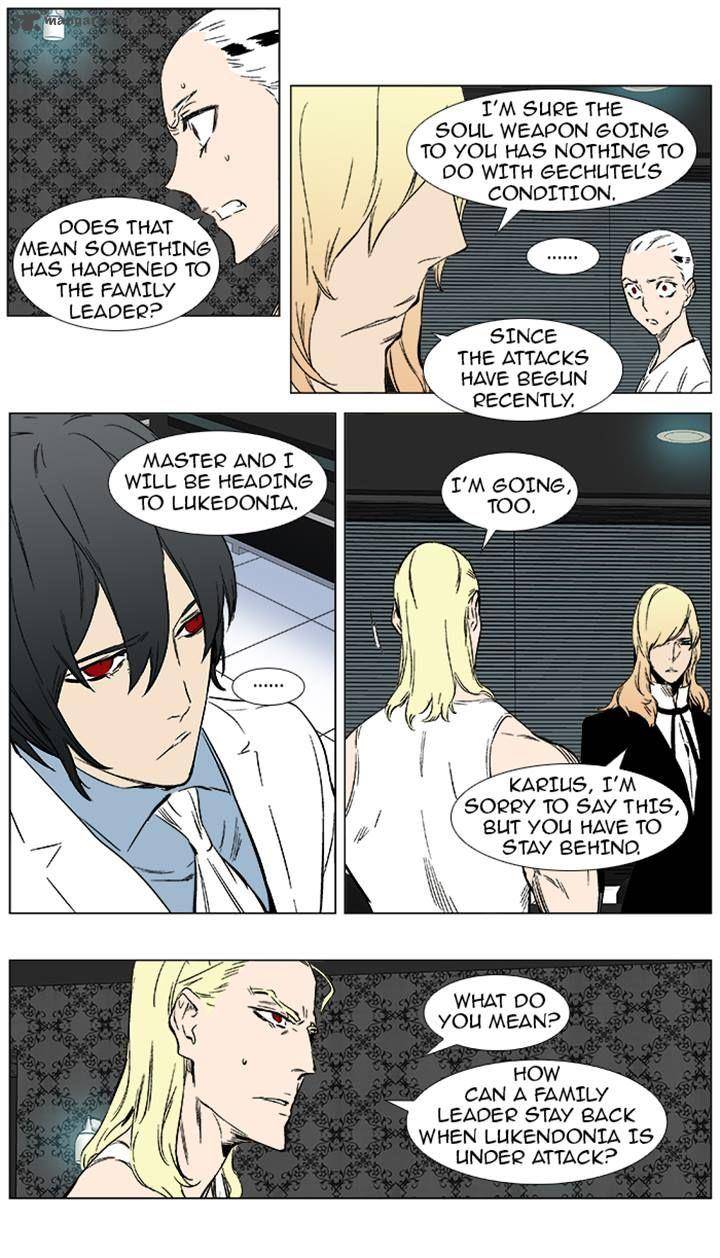 DOES THAT
MEAN SOMETHING
HAS HAPPENED TO
THE FAMILY
LEADER?
I'M SURE THE
SOUL WEAPON GOING
TO YOU HAS NOTHING TO
DO WITH GECHUTEL'S
CONDITION.
......
SINCE
THE ATTACKS
HAVE BEGUN
RECENTLY.
MASTER AND I
WILL BE HEADING
TO LUKEDONIA.
......
I'M GOING,
TOO.
KARIUS, I'M
SORRY TO SAY THIS,
BUT YOU HAVE TO
STAY BEHIND.
WHAT DO
YOU MEAN?
HOW
CAN A FAMILY
LEADER STAY BACK
WHEN LUKENDONIA IS
UNDER ATTACK?